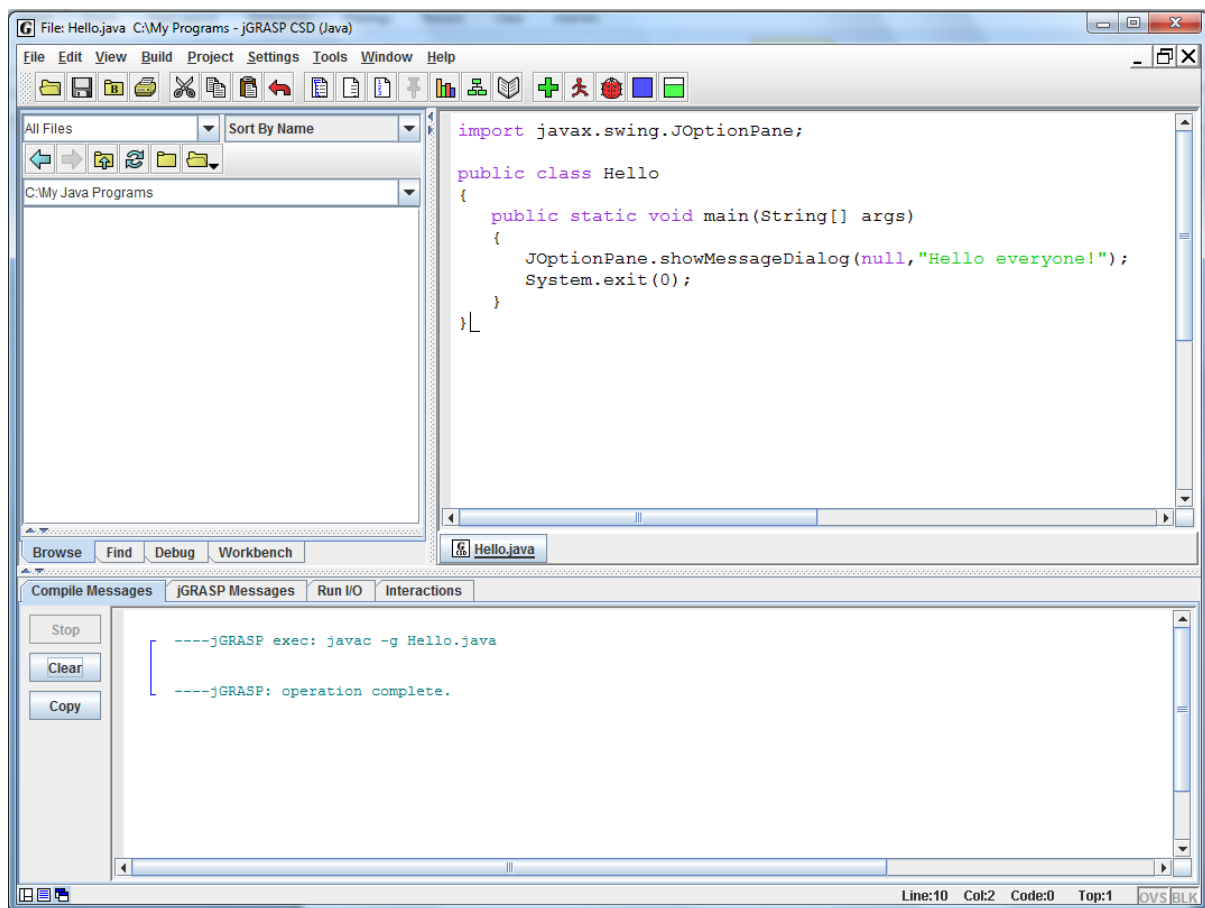 File: Hello.java  C:\My Programs - jGRASP CSD (Java)
File Edit View Build Project Settings Tools Window Help
All Files Sort By Name
C:\My Java Programs
import javax.swing.JOptionPane;
public class Hello
{
public static void main(String[] args)
{
JOptionPane.showMessageDialog(null,"Hello everyone!");
System.exit(0);
}
}
Browse Find Debug Workbench
Hello.java
Compile Messages jGRASP Messages Run I/O Interactions
Stop
Clear
Copy
----jGRASP exec: javac -g Hello.java
----jGRASP: operation complete.
Line:10 Col:2 Code:0 Top:1 OVS BLK